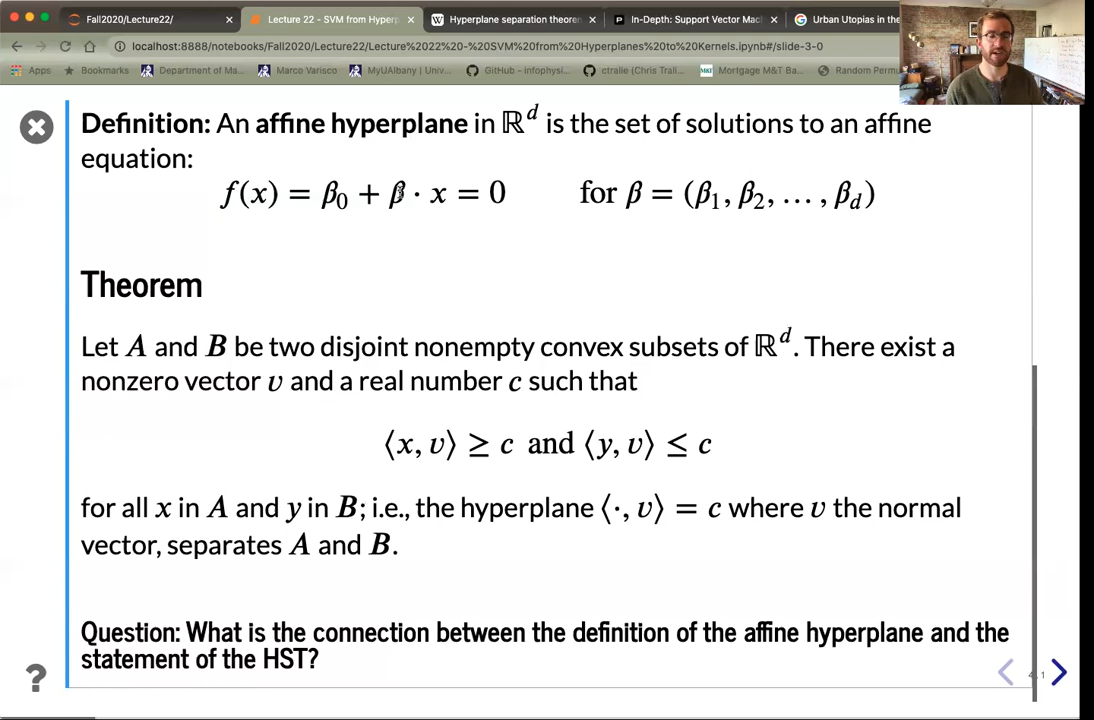 Fall2020/Lecture22/
Lecture 22 - SVM from Hyperp
Hyperplane separation theorem
In-Depth: Support Vector Mac
Urban Utopias in the
localhost:8888/notebooks/Fall2020/Lecture22/Lecture%2022%20-%20SVM%20from%20Hyperplanes%20to%20Kernels.ipynb#/slide-3-0
Apps Bookmarks Department of Ma... Marco Varisco MyUAlbany | Univ... GitHub - infophysi... ctralie (Chris Trali... M&T Mortgage M&T Ba... Random Permu
Definition: An affine hyperplane in ℝ^d is the set of solutions to an affine
equation:
f(x) = β₀ + β · x = 0 for β = (β₁, β₂, … , β_d)
Theorem
Let A and B be two disjoint nonempty convex subsets of ℝ^d. There exist a
nonzero vector v and a real number c such that
⟨x, v⟩ ≥ c and ⟨y, v⟩ ≤ c
for all x in A and y in B; i.e., the hyperplane ⟨·, v⟩ = c where v the normal
vector, separates A and B.
Question: What is the connection between the definition of the affine hyperplane and the
statement of the HST?
?